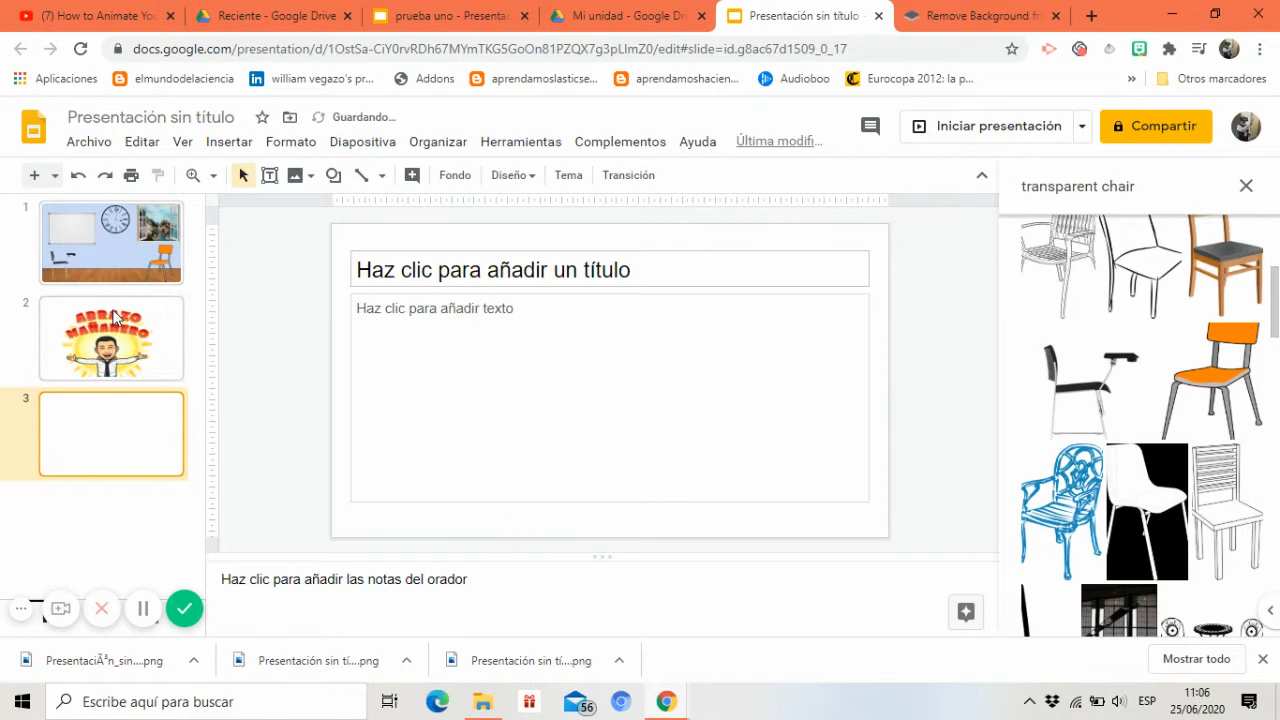 (7) How to Animate You
Reciente - Google Drive
prueba uno - Presentac
Mi unidad - Google Dri
Presentación sin título -
Remove Background fr
docs.google.com/presentation/d/1OstSa-CiY0rvRDh67MYmTKG5GoOn81PZQX7g3pLImZ0/edit#slide=id.g8ac67d1509_0_17
Aplicaciones
elmundodelaciencia
william vegazo's pr...
Addons
aprendamoslasticse...
aprendamoshacien...
Audioboo
Eurocopa 2012: la p...
»
Otros marcadores
Presentación sin título
Guardando...
Iniciar presentación
Compartir
Archivo Editar Ver Insertar Formato Diapositiva Organizar Herramientas Complementos Ayuda Última modifi...
Fondo Diseño Tema Transición
transparent chair
1
2
ABRAZO
MAÑANERO
3
Haz clic para añadir un título
Haz clic para añadir texto
Haz clic para añadir las notas del orador
PresentaciÃ³n_sin....png
Presentación sin tí....png
Presentación sin tí....png
Mostrar todo
Escribe aquí para buscar
56
ESP
11:06
25/06/2020